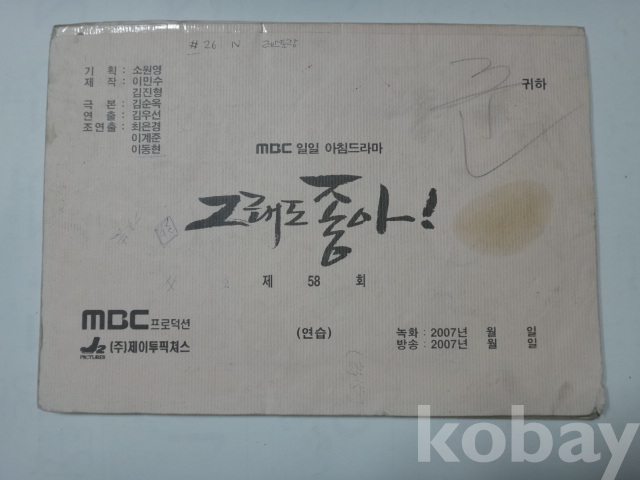 # 26 N
기 획 : 소원영
제 작 : 이민수
김진형
극 본 : 김순옥
연 출 : 김우선
조연출 : 최은경
이계준
이동현
준 귀하
MBC 일일 아침드라마
그래도 좋아!
제 58 회
MBC 프로덕션
J2 PICTURES (주)제이투픽쳐스
(연습)
녹화 : 2007년 월 일
방송 : 2007년 월 일
kobay